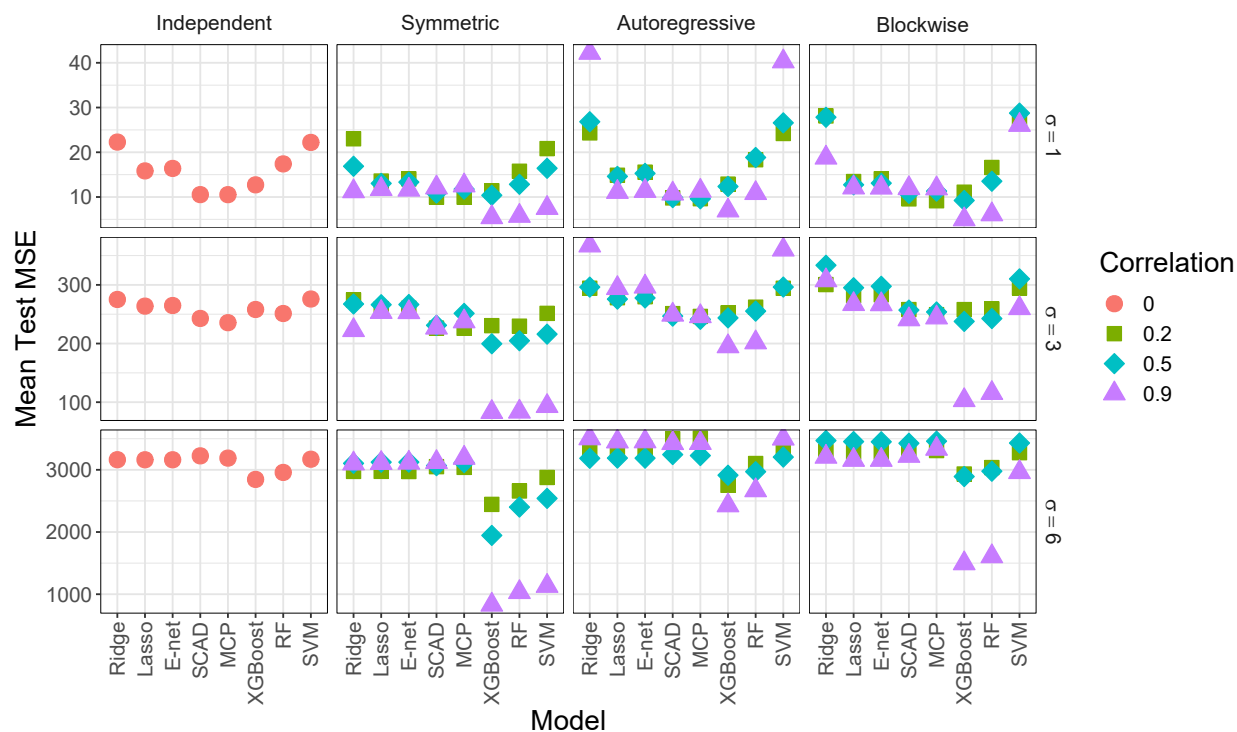 Independent Symmetric Autoregressive Blockwise
40
30
20
10
σ = 1
300
200
100
σ = 3
3000
2000
1000
σ = 6
Mean Test MSE
Ridge Lasso E-net SCAD MCP XGBoost RF SVM
Ridge Lasso E-net SCAD MCP XGBoost RF SVM
Ridge Lasso E-net SCAD MCP XGBoost RF SVM
Ridge Lasso E-net SCAD MCP XGBoost RF SVM
Model
Correlation
0
0.2
0.5
0.9